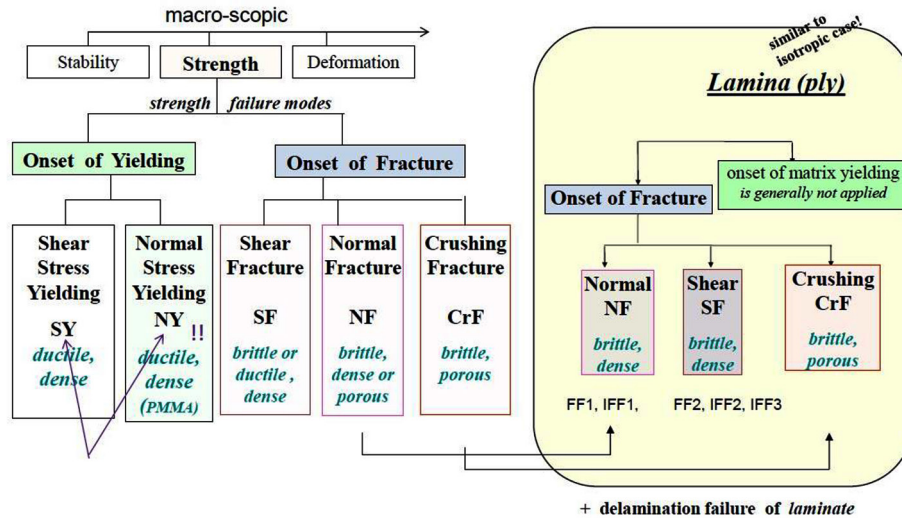 macro-scopic
Stability
Strength
Deformation
strength failure modes
Onset of Yielding
Onset of Fracture
Shear
Stress
Yielding
SY
ductile,
dense
Normal
Stress
Yielding
NY !!
ductile,
dense
(PMMA)
Shear
Fracture
SF
brittle or
ductile ,
dense
Normal
Fracture
NF
brittle,
dense or
porous
Crushing
Fracture
CrF
brittle,
porous
similar to
isotropic case!
Lamina (ply)
onset of matrix yielding
is generally not applied
Onset of Fracture
Normal
NF
brittle,
dense
Shear
SF
brittle,
dense
Crushing
CrF
brittle,
porous
FF1, IFF1,
FF2, IFF2, IFF3
+ delamination failure of laminate